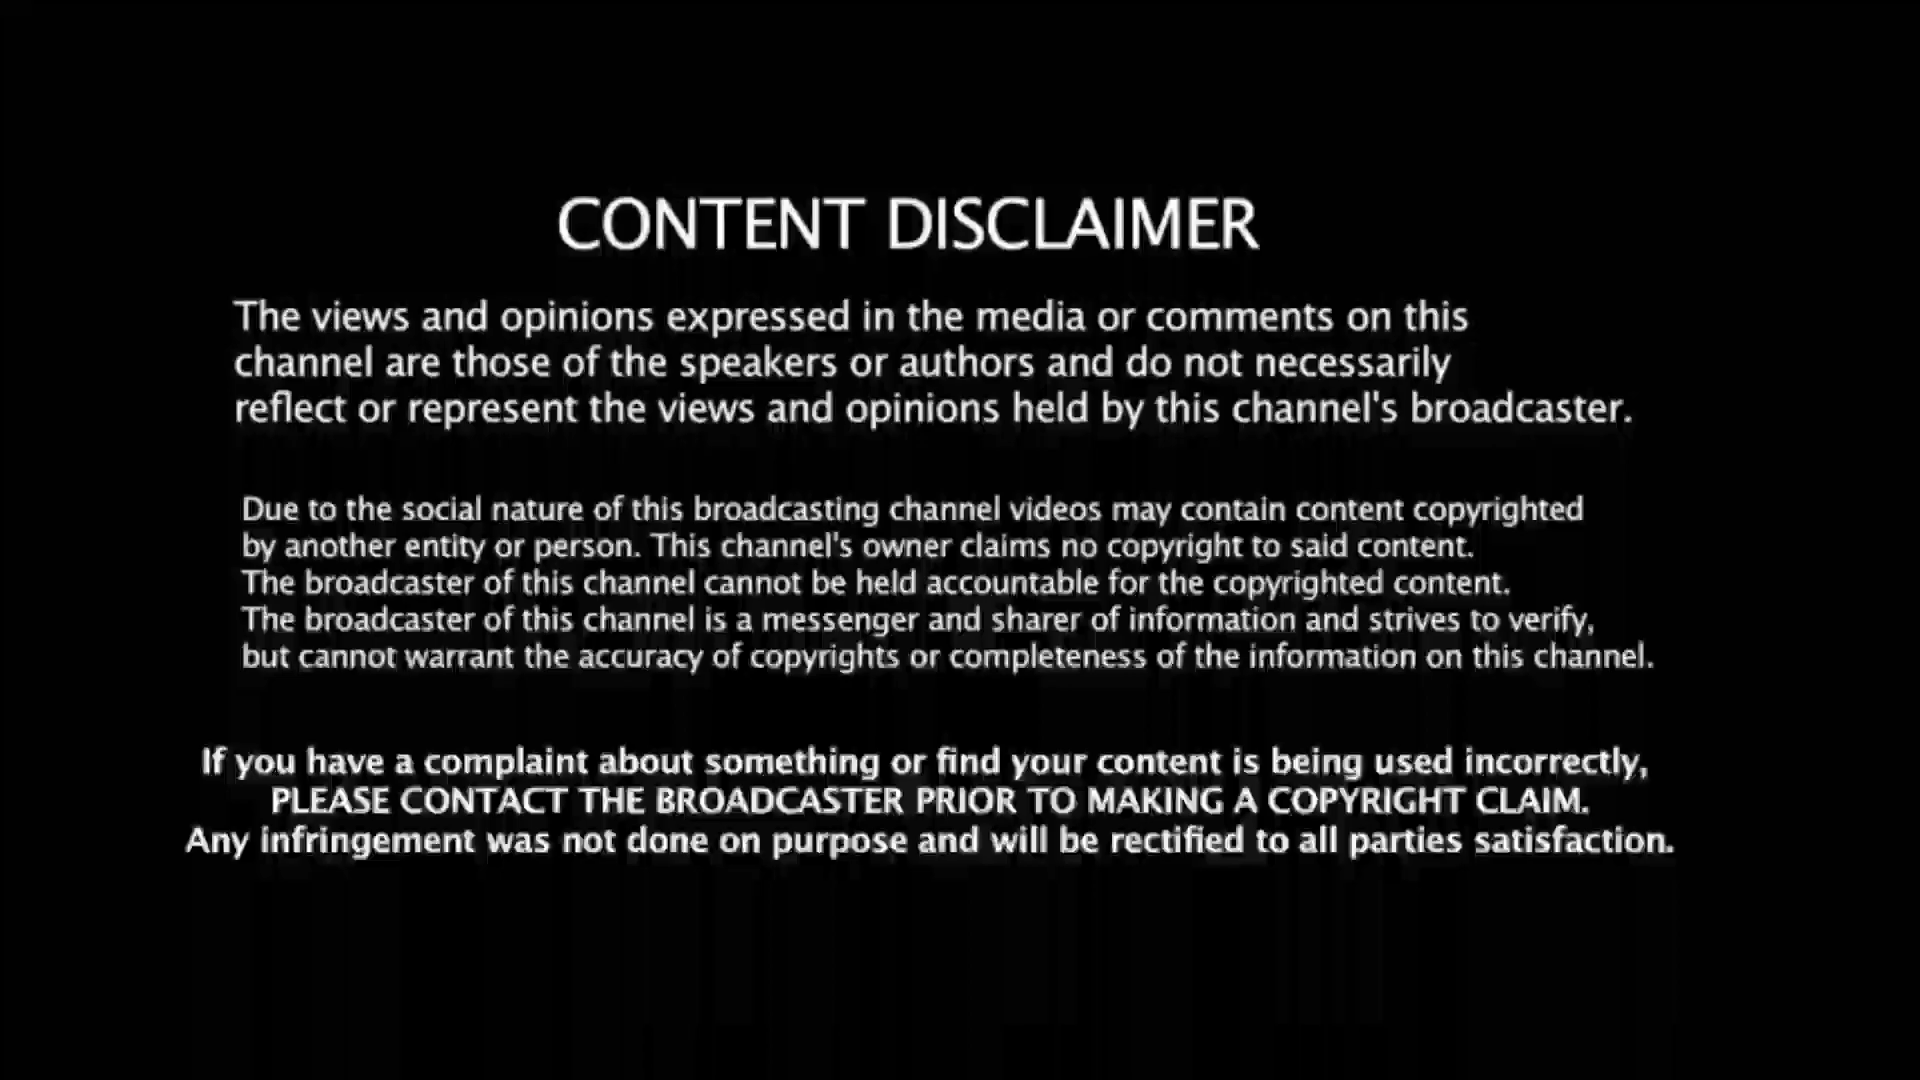 CONTENT DISCLAIMER
The views and opinions expressed in the media or comments on this
channel are those of the speakers or authors and do not necessarily
reflect or represent the views and opinions held by this channel's broadcaster.
Due to the social nature of this broadcasting channel videos may contain content copyrighted
by another entity or person. This channel's owner claims no copyright to said content.
The broadcaster of this channel cannot be held accountable for the copyrighted content.
The broadcaster of this channel is a messenger and sharer of information and strives to verify,
but cannot warrant the accuracy of copyrights or completeness of the information on this channel.
If you have a complaint about something or find your content is being used incorrectly,
PLEASE CONTACT THE BROADCASTER PRIOR TO MAKING A COPYRIGHT CLAIM.
Any infringement was not done on purpose and will be rectified to all parties satisfaction.